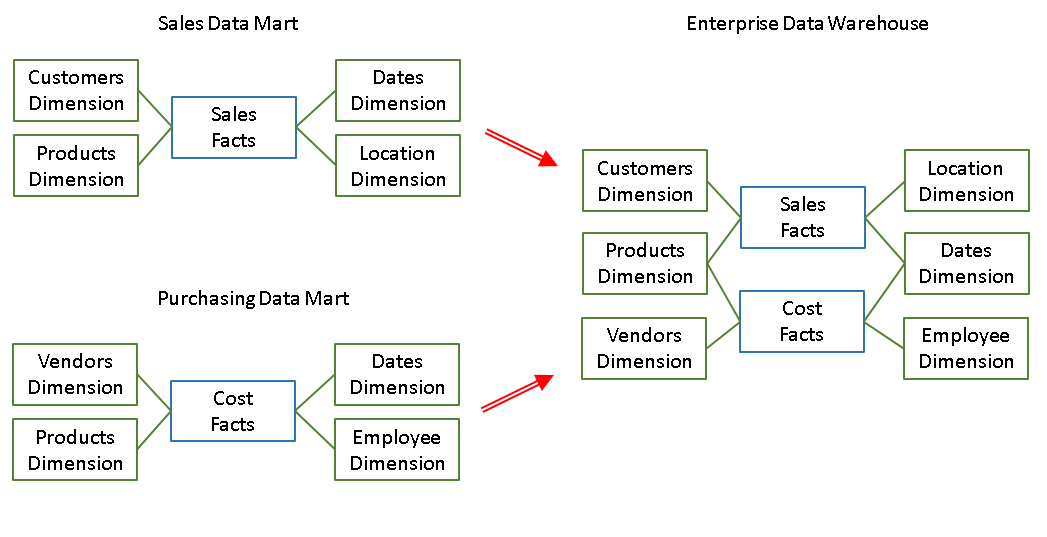 Sales Data Mart
Customers
Dimension
Products
Dimension
Sales
Facts
Dates
Dimension
Location
Dimension
Purchasing Data Mart
Vendors
Dimension
Products
Dimension
Cost
Facts
Dates
Dimension
Employee
Dimension
Enterprise Data Warehouse
Customers
Dimension
Products
Dimension
Vendors
Dimension
Sales
Facts
Cost
Facts
Location
Dimension
Dates
Dimension
Employee
Dimension